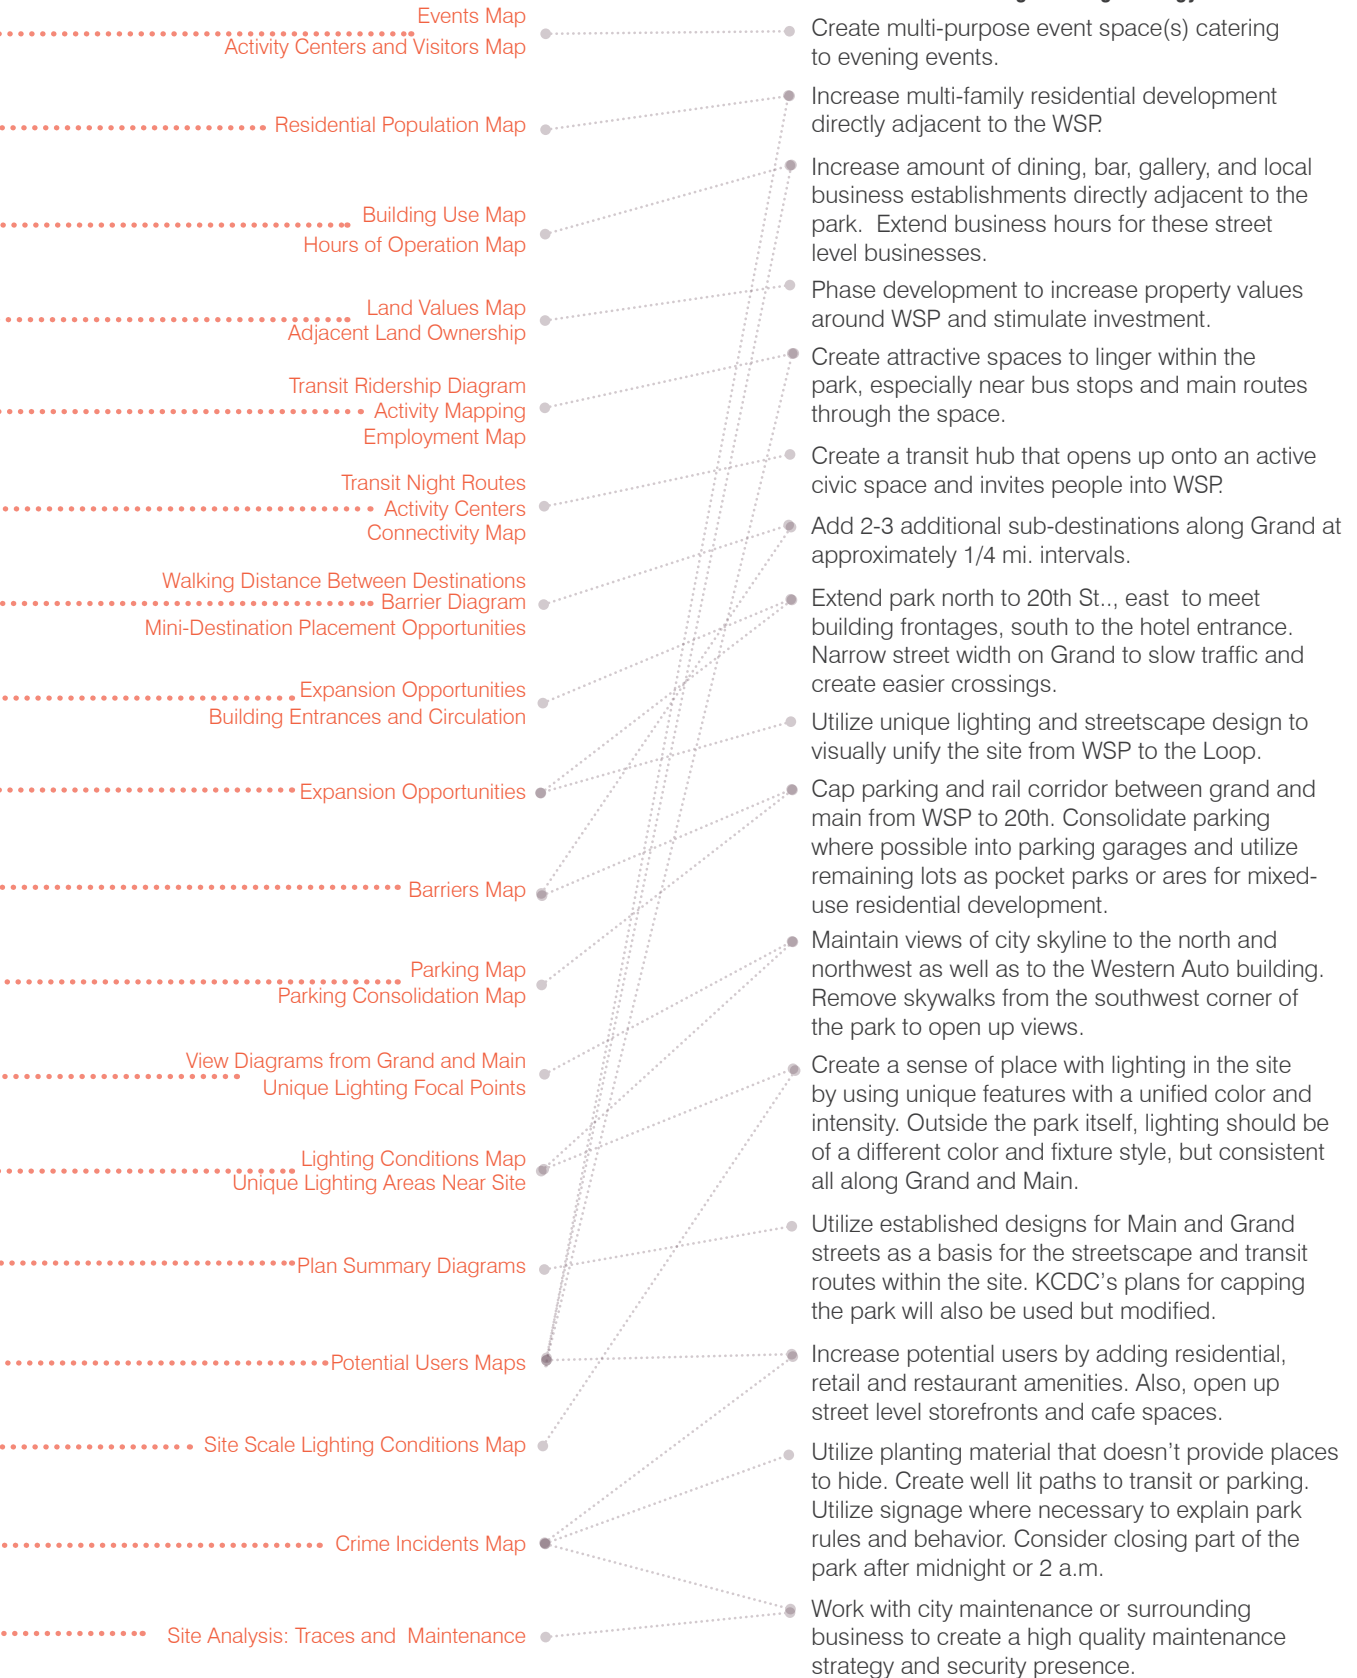 Events Map
Activity Centers and Visitors Map
Residential Population Map
Building Use Map
Hours of Operation Map
Land Values Map
Adjacent Land Ownership
Transit Ridership Diagram
Activity Mapping
Employment Map
Transit Night Routes
Activity Centers
Connectivity Map
Walking Distance Between Destinations
Barrier Diagram
Mini-Destination Placement Opportunities
Expansion Opportunities
Building Entrances and Circulation
Expansion Opportunities
Barriers Map
Parking Map
Parking Consolidation Map
View Diagrams from Grand and Main
Unique Lighting Focal Points
Lighting Conditions Map
Unique Lighting Areas Near Site
Plan Summary Diagrams
Potential Users Maps
Site Scale Lighting Conditions Map
Crime Incidents Map
Site Analysis: Traces and  Maintenance
Create multi-purpose event space(s) catering
to evening events.
Increase multi-family residential development
directly adjacent to the WSP.
Increase amount of dining, bar, gallery, and local
business establishments directly adjacent to the
park.  Extend business hours for these street
level businesses.
Phase development to increase property values
around WSP and stimulate investment.
Create attractive spaces to linger within the
park, especially near bus stops and main routes
through the space.
Create a transit hub that opens up onto an active
civic space and invites people into WSP.
Add 2-3 additional sub-destinations along Grand at
approximately 1/4 mi. intervals.
Extend park north to 20th St.., east  to meet
building frontages, south to the hotel entrance.
Narrow street width on Grand to slow traffic and
create easier crossings.
Utilize unique lighting and streetscape design to
visually unify the site from WSP to the Loop.
Cap parking and rail corridor between grand and
main from WSP to 20th. Consolidate parking
where possible into parking garages and utilize
remaining lots as pocket parks or ares for mixed-
use residential development.
Maintain views of city skyline to the north and
northwest as well as to the Western Auto building.
Remove skywalks from the southwest corner of
the park to open up views.
Create a sense of place with lighting in the site
by using unique features with a unified color and
intensity. Outside the park itself, lighting should be
of a different color and fixture style, but consistent
all along Grand and Main.
Utilize established designs for Main and Grand
streets as a basis for the streetscape and transit
routes within the site. KCDC's plans for capping
the park will also be used but modified.
Increase potential users by adding residential,
retail and restaurant amenities. Also, open up
street level storefronts and cafe spaces.
Utilize planting material that doesn't provide places
to hide. Create well lit paths to transit or parking.
Utilize signage where necessary to explain park
rules and behavior. Consider closing part of the
park after midnight or 2 a.m.
Work with city maintenance or surrounding
business to create a high quality maintenance
strategy and security presence.